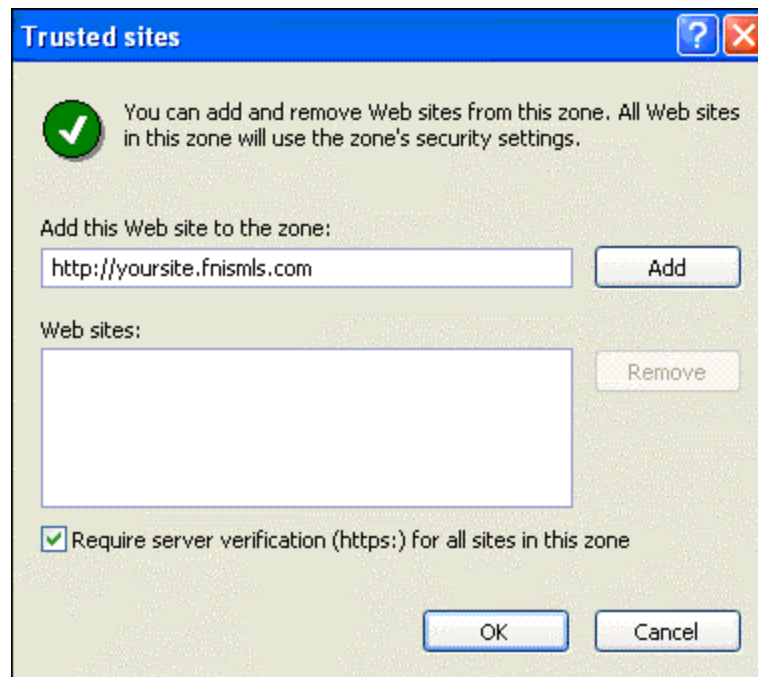 Trusted sites
You can add and remove Web sites from this zone. All Web sites
in this zone will use the zone's security settings.
Add this Web site to the zone:
http://yoursite.fnismls.com
Add
Web sites:
Remove
Require server verification (https:) for all sites in this zone
OK
Cancel